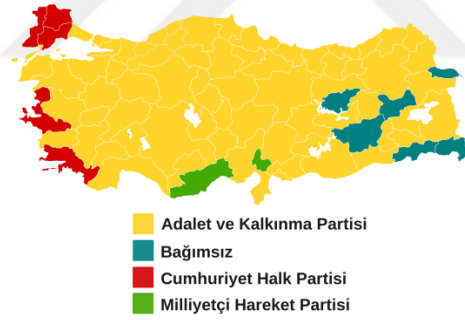 Adalet ve Kalkınma Partisi
Bağımsız
Cumhuriyet Halk Partisi
Milliyetçi Hareket Partisi